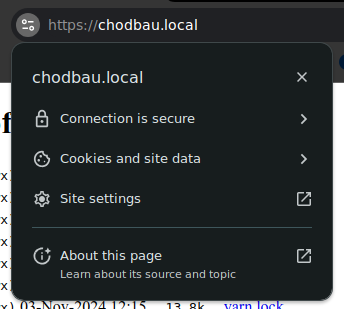 https://chodbau.local
chodbau.local
Connection is secure
Cookies and site data
Site settings
About this page
Learn about its source and topic
03-Nov-2024 12:15 13.8k yarn.lock